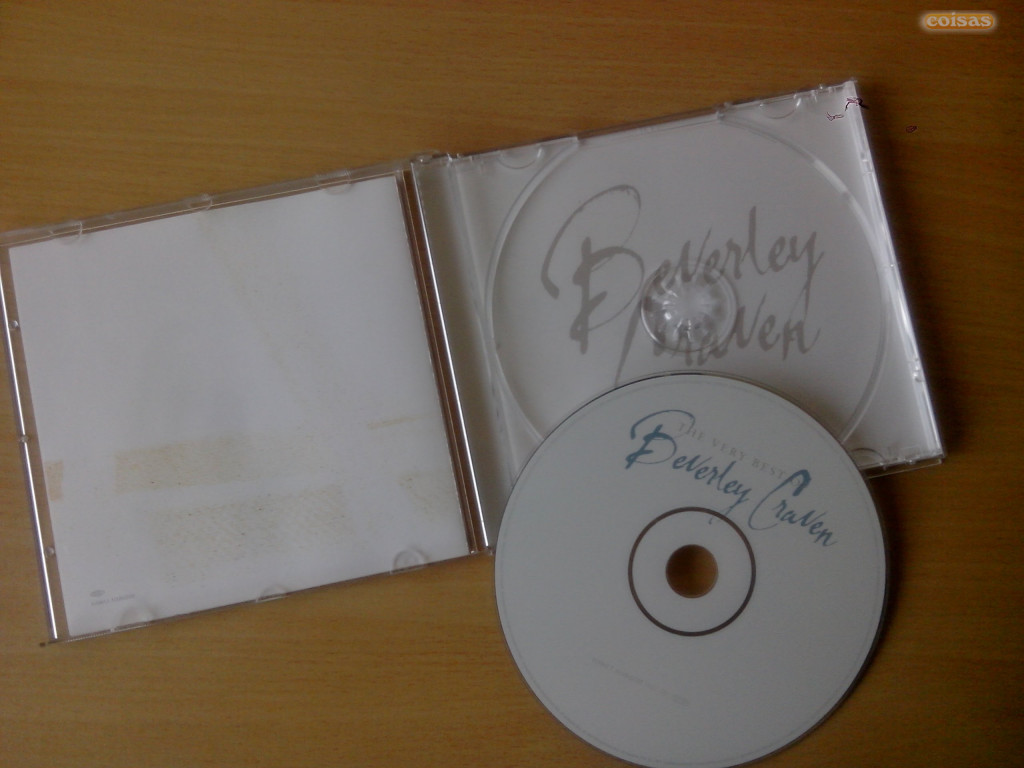 coisas
Beverley
Craven
THE VERY BEST
Beverley Craven